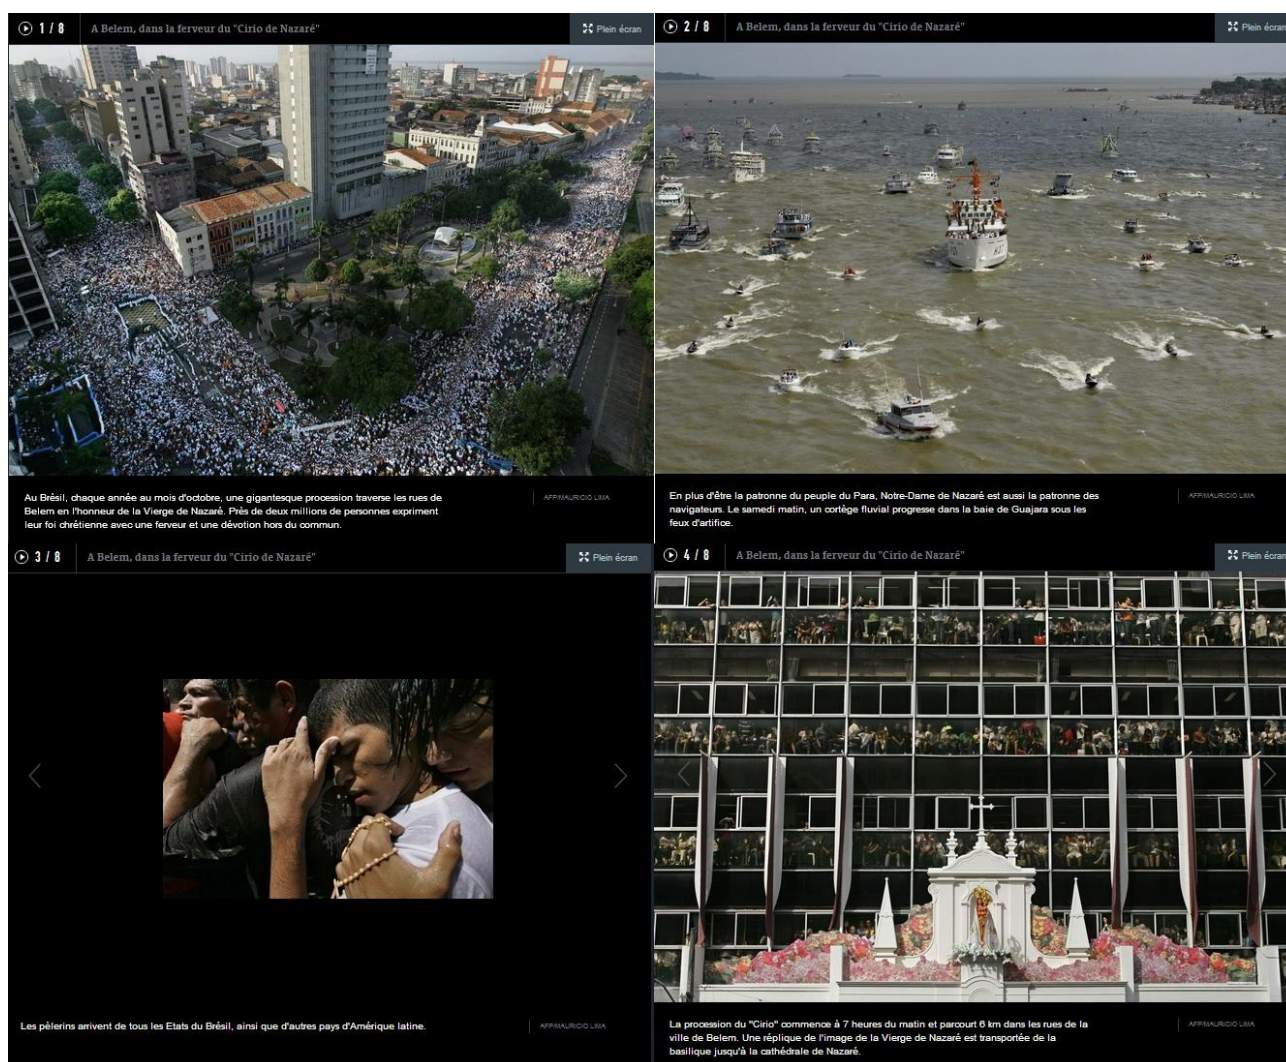 1 / 8 A Belem, dans la ferveur du "Cirio de Nazaré" Plein écran
Au Brésil, chaque année au mois d'octobre, une gigantesque procession traverse les rues de
Belem en l'honneur de la Vierge de Nazaré. Près de deux millions de personnes expriment
leur foi chrétienne avec une ferveur et une dévotion hors du commun.
AFP/MAURICIO LIMA
2 / 8 A Belem, dans la ferveur du "Cirio de Nazaré" Plein écran
En plus d'être la patronne du peuple du Para, Notre-Dame de Nazaré est aussi la patronne des
navigateurs. Le samedi matin, un cortège fluvial progresse dans la baie de Guajara sous les
feux d'artifice.
AFP/MAURICIO LIMA
3 / 8 A Belem, dans la ferveur du "Cirio de Nazaré" Plein écran
Les pèlerins arrivent de tous les Etats du Brésil, ainsi que d'autres pays d'Amérique latine.
AFP/MAURICIO LIMA
4 / 8 A Belem, dans la ferveur du "Cirio de Nazaré" Plein écran
La procession du "Cirio" commence à 7 heures du matin et parcourt 6 km dans les rues de la
ville de Belem. Une réplique de l'image de la Vierge de Nazaré est transportée de la
basilique jusqu'à la cathédrale de Nazaré.
AFP/MAURICIO LIMA